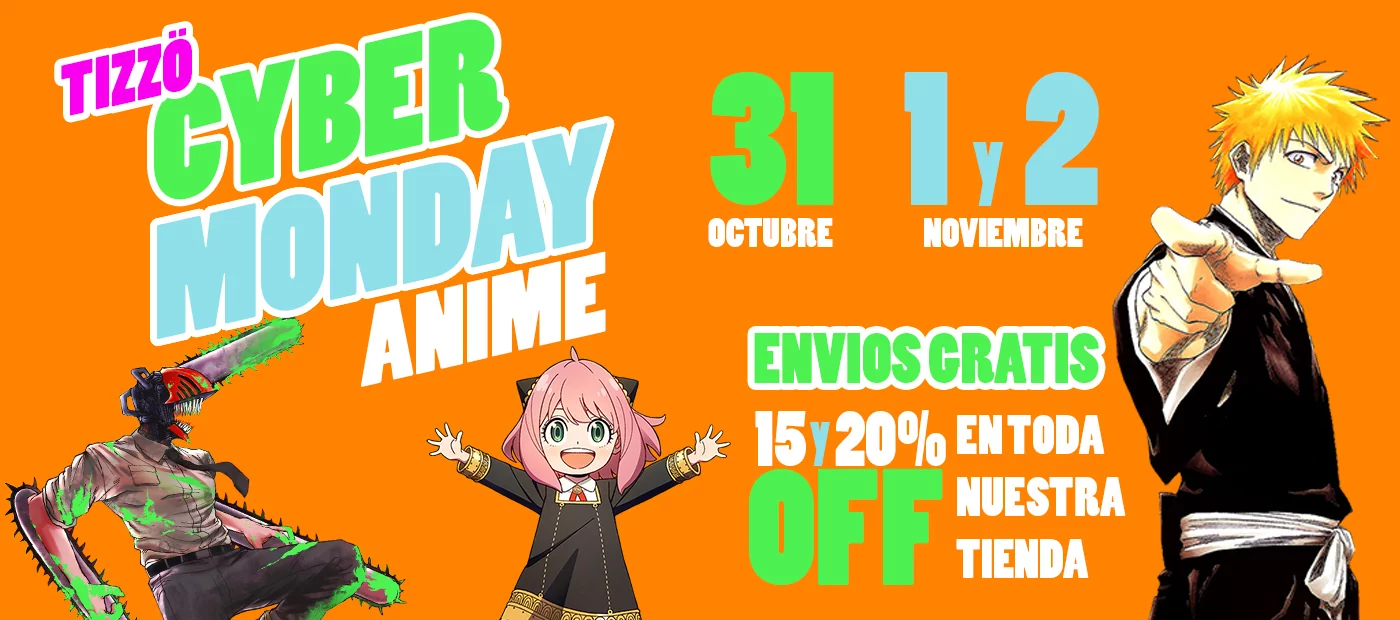 TIZZÖ
CYBER
MONDAY
ANIME
31
OCTUBRE
1 y 2
NOVIEMBRE
ENVIOS GRATIS
15 y 20% EN TODA
OFF NUESTRA
TIENDA